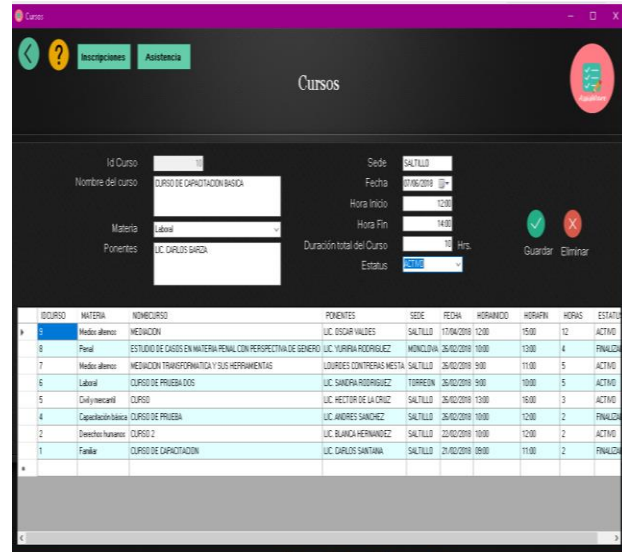 Cursos
Inscripciones Asistencia
Cursos
Id Curso 10
Nombre del curso CURSO DE CAPACITACION BASICA
Materia Laboral
Ponentes LIC. CARLOS GARZA
Sede SALTILLO
Fecha 07/06/2018
Hora Inicio 12:00
Hora Fin 14:00
Duración total del Curso 10 Hrs.
Estatus ACTIVO
Guardar Eliminar
IDCURSO MATERIA NOMBCURSO PONENTES SEDE FECHA HORAINICIO HORAFIN HORAS ESTATU
9 Medios alternos MEDIACION LIC. OSCAR VALDES SALTILLO 17/04/2018 12:00 15:00 12 ACTIVO
8 Penal ESTUDIO DE CASOS EN MATERIA PENAL CON PERSPECTIVA DE GENERO LIC. YURIRIA RODRIGUEZ MONCLOVA 26/02/2018 10:00 13:00 4 FINALIZA
7 Medios alternos MEDIACION TRANSFORMATICA Y SUS HERRAMIENTAS LOURDES CONTRERAS MESTA SALTILLO 26/02/2018 9:00 11:00 5 ACTIVO
6 Laboral CURSO DE PRUEBA DOS LIC. SANDRA RODRIGUEZ TORREON 26/02/2018 9:00 10:00 5 ACTIVO
5 Civil y mercantil CURSO LIC. HECTOR DE LA CRUZ SALTILLO 26/02/2018 13:00 16:00 3 ACTIVO
4 Capacitación básica CURSO DE PRUEBA LIC. ANDRES SANCHEZ SALTILLO 26/02/2018 10:00 12:00 2 FINALIZA
2 Derechos humanos CURSO 2 LIC. BLANCA HERNANDEZ SALTILLO 22/02/2018 10:00 12:00 2 ACTIVO
1 Familiar CURSO DE CAPACITACION LIC. CARLOS SANTANA SALTILLO 21/02/2018 09:00 11:00 2 FINALIZA